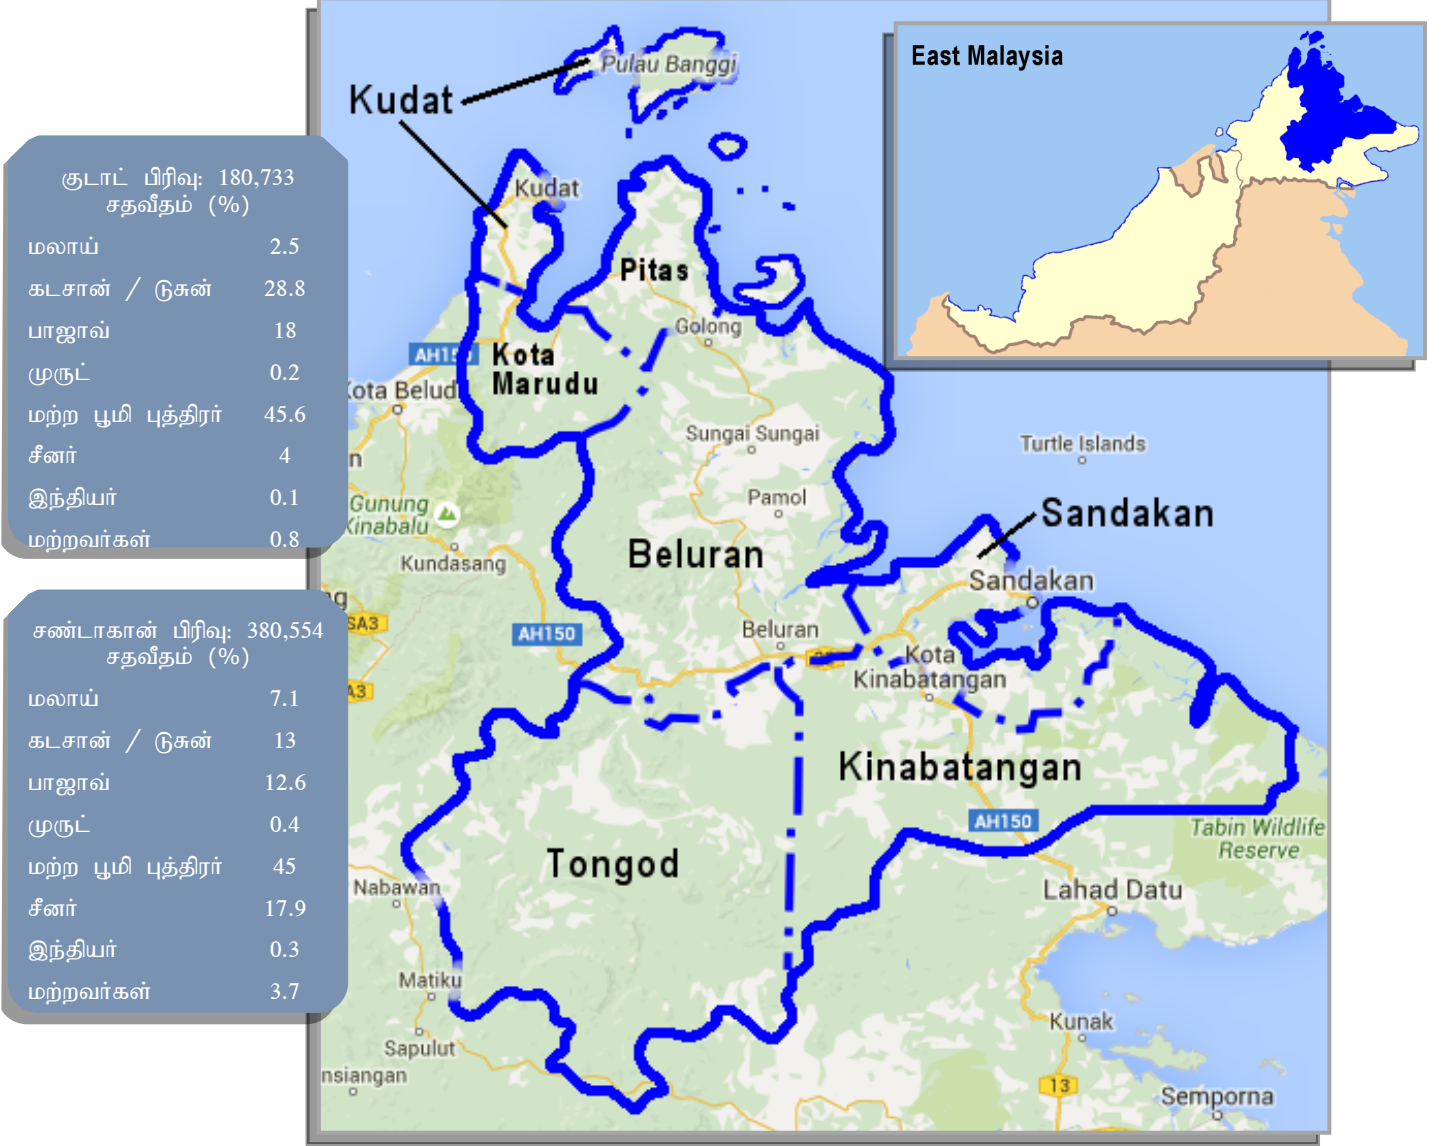 East Malaysia
Pulau Banggi
Kudat
குடாட் பிரிவு: 180,733
சதவீதம் (%)
மலாய் 2.5
கடசான் / டுசுன் 28.8
பாஜாவ் 18
முருட் 0.2
மற்ற பூமி புத்திரர் 45.6
சீனர் 4
இந்தியர் 0.1
மற்றவர்கள் 0.8
சண்டாகான் பிரிவு: 380,554
சதவீதம் (%)
மலாய் 7.1
கடசான் / டுசுன் 13
பாஜாவ் 12.6
முருட் 0.4
மற்ற பூமி புத்திரர் 45
சீனர் 17.9
இந்தியர் 0.3
மற்றவர்கள் 3.7
Kudat
Pitas
Golong
AH150
Kota
Marudu
Kota Belud
Sungai Sungai
Turtle Islands
Gunung
Kinabalu
Pamol
Sandakan
Kundasang
Beluran
Sandakan
SA3
AH150
Beluran
Kota
Kinabatangan
A3
Kinabatangan
AH150
Tabin Wildlife
Reserve
Tongod
Nabawan
Lahad Datu
Matiku
Kunak
Sapulut
nsiangan
13
Semporna